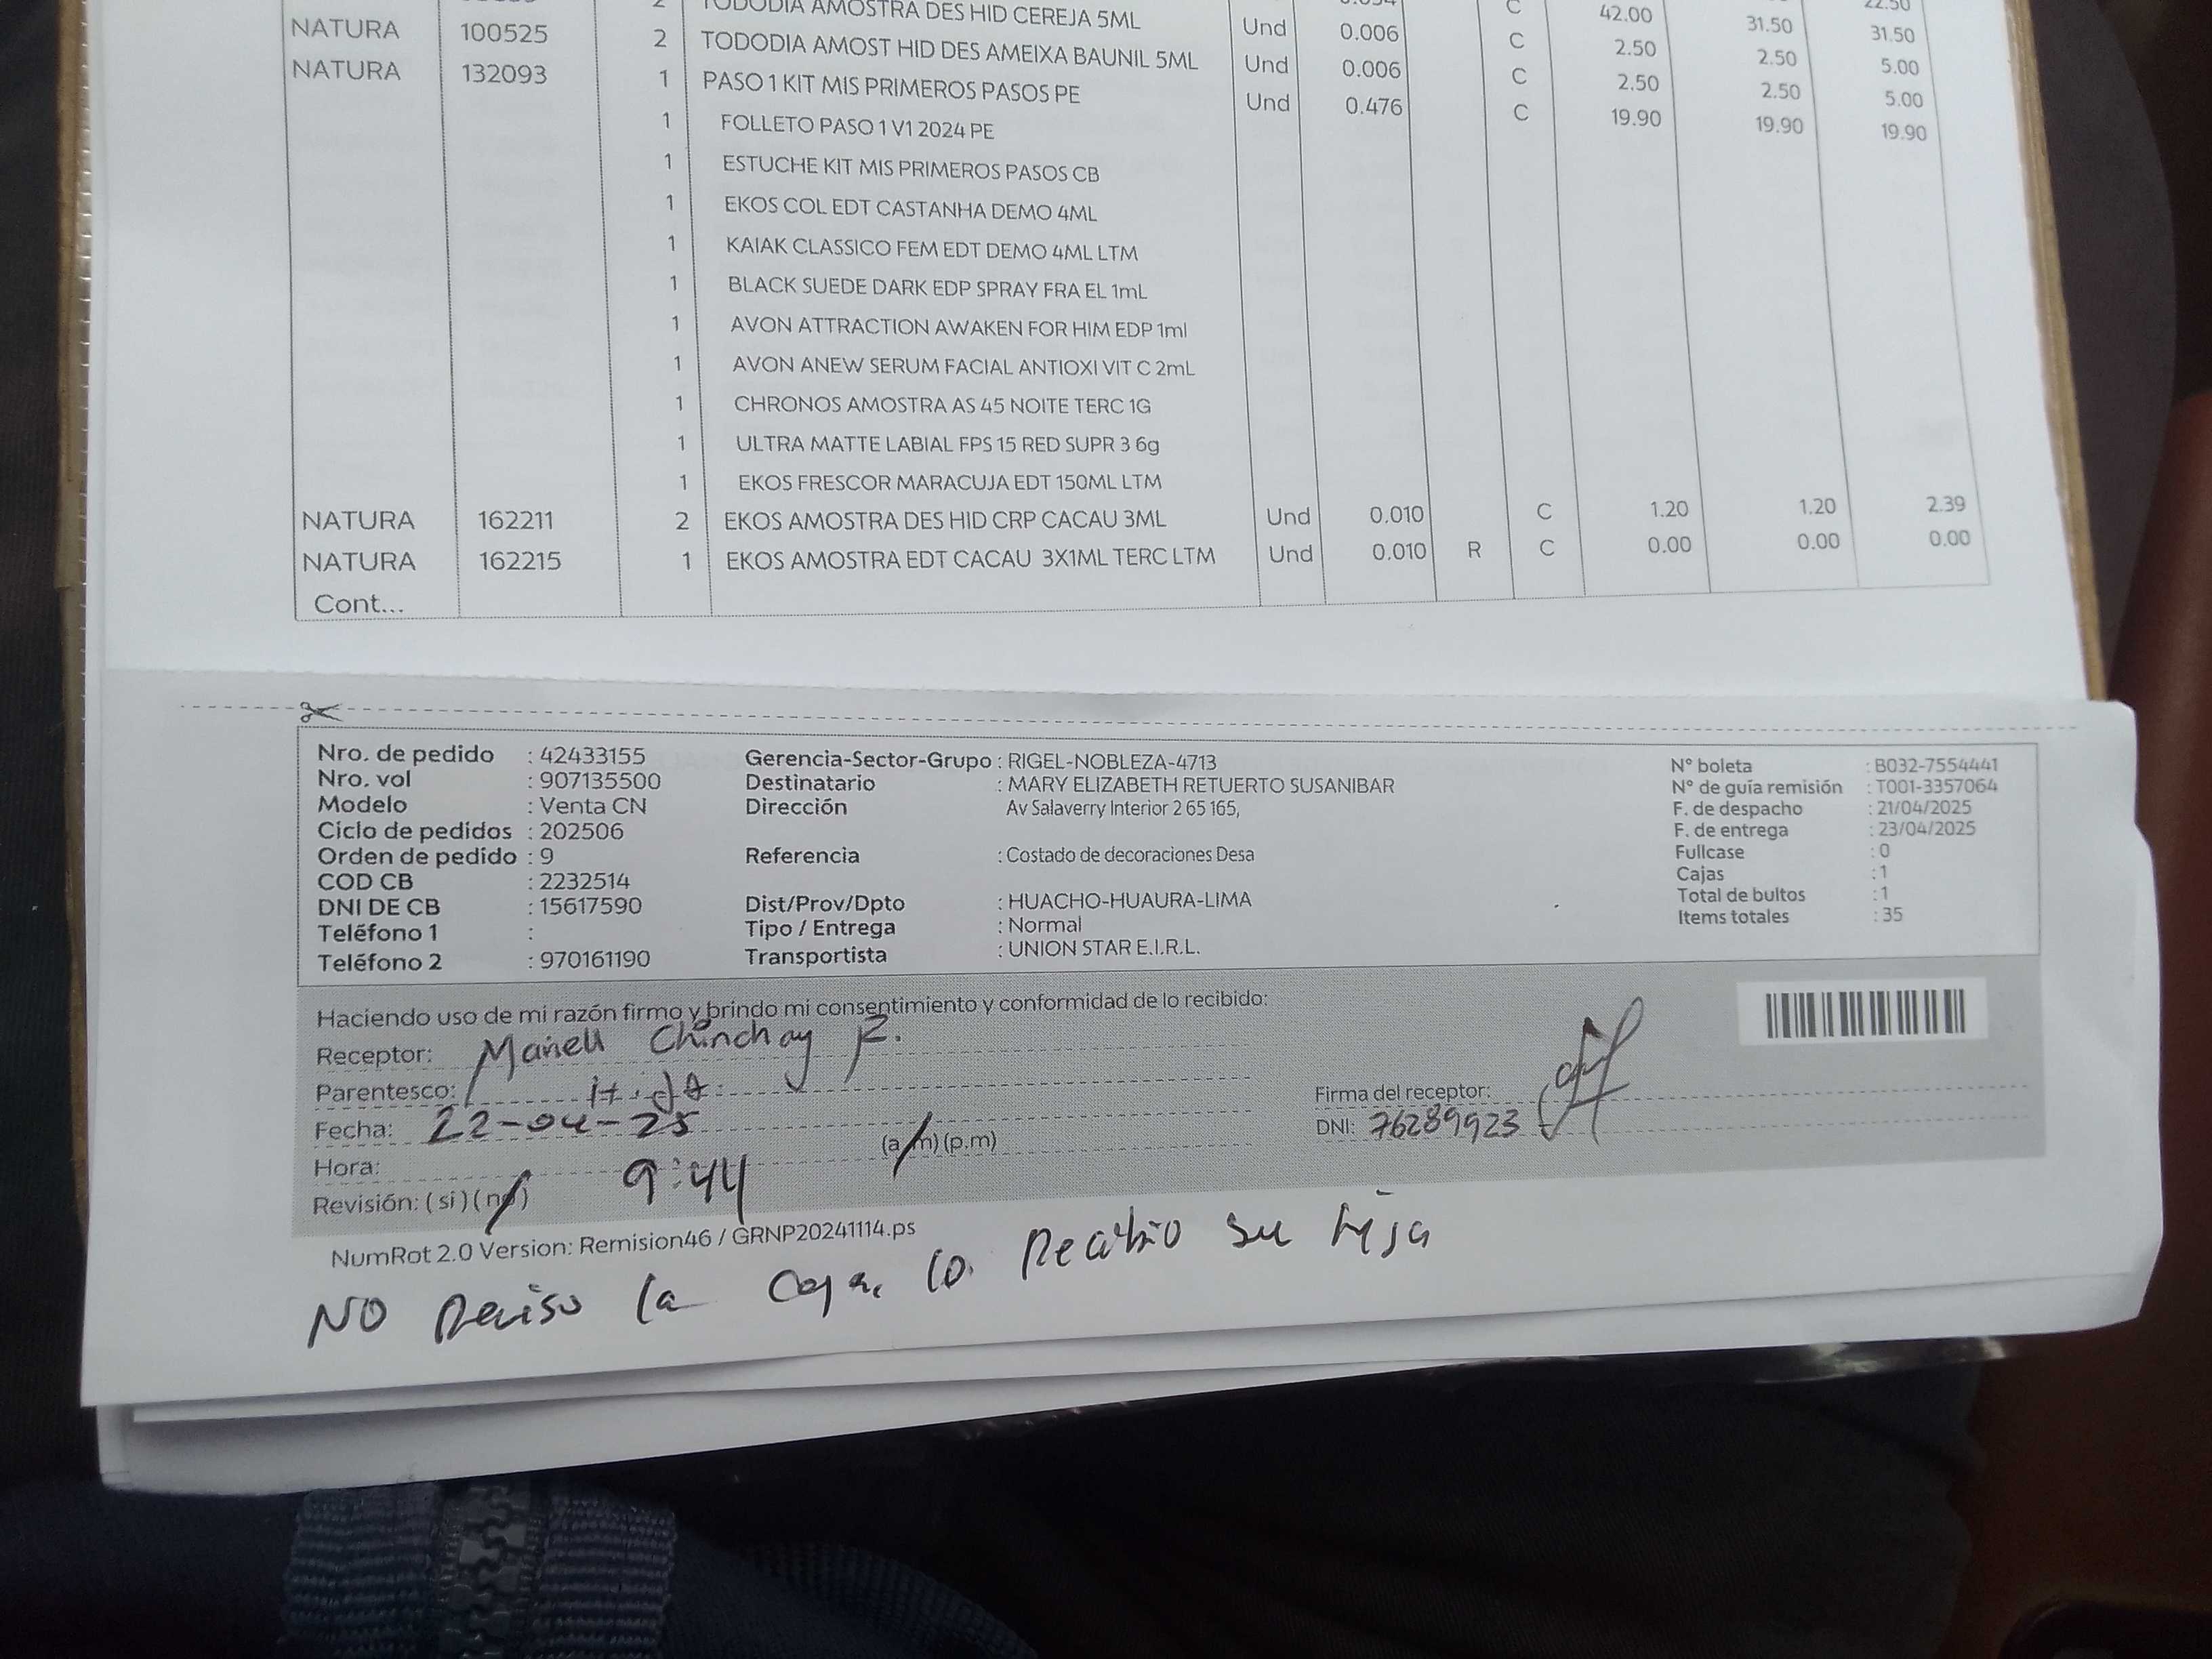 2 TODODIA AMOSTRA DES HID CEREJA 5ML Und 0.006 C 42.00 31.50 31.50
NATURA 100525 2 TODODIA AMOST HID DES AMEIXA BAUNIL 5ML Und 0.006 C 2.50 2.50 5.00
NATURA 132093 1 PASO 1 KIT MIS PRIMEROS PASOS PE Und 0.476 C 2.50 2.50 5.00
1 FOLLETO PASO 1 V1 2024 PE 19.90 19.90 19.90
1 ESTUCHE KIT MIS PRIMEROS PASOS CB
1 EKOS COL EDT CASTANHA DEMO 4ML
1 KAIAK CLASSICO FEM EDT DEMO 4ML LTM
1 BLACK SUEDE DARK EDP SPRAY FRA EL 1mL
1 AVON ATTRACTION AWAKEN FOR HIM EDP 1ml
1 AVON ANEW SERUM FACIAL ANTIOXI VIT C 2mL
1 CHRONOS AMOSTRA AS 45 NOITE TERC 1G
1 ULTRA MATTE LABIAL FPS 15 RED SUPR 3 6g
1 EKOS FRESCOR MARACUJA EDT 150ML LTM
NATURA 162211 2 EKOS AMOSTRA DES HID CRP CACAU 3ML Und 0.010 C 1.20 1.20 2.39
NATURA 162215 1 EKOS AMOSTRA EDT CACAU 3X1ML TERC LTM Und 0.010 R C 0.00 0.00 0.00
Cont...
Nro. de pedido : 42433155 Gerencia-Sector-Grupo : RIGEL-NOBLEZA-4713 N° boleta : B032-7554441
Nro. vol : 907135500 Destinatario : MARY ELIZABETH RETUERTO SUSANIBAR N° de guía remisión : T001-3357064
Modelo : Venta CN Dirección Av Salaverry Interior 2 65 165, F. de despacho : 21/04/2025
Ciclo de pedidos : 202506 F. de entrega : 23/04/2025
Orden de pedido : 9 Referencia : Costado de decoraciones Desa Fullcase : 0
COD CB : 2232514 Cajas : 1
DNI DE CB : 15617590 Dist/Prov/Dpto : HUACHO-HUAURA-LIMA Total de bultos : 1
Teléfono 1 : Tipo / Entrega : Normal Items totales : 35
Teléfono 2 : 970161190 Transportista : UNION STAR E.I.R.L.
Haciendo uso de mi razón firmo y brindo mi consentimiento y conformidad de lo recibido:
Receptor: Mariell Chinchay R.
Parentesco: Hija Firma del receptor:
Fecha: 22-04-25 DNI: 76289923
Hora: 9:44 (a.m) (p.m)
Revisión: ( si ) ( no )
NumRot 2.0 Version: Remision46 / GRNP20241114.ps
NO Reviso la Caja, lo Recibio su hija